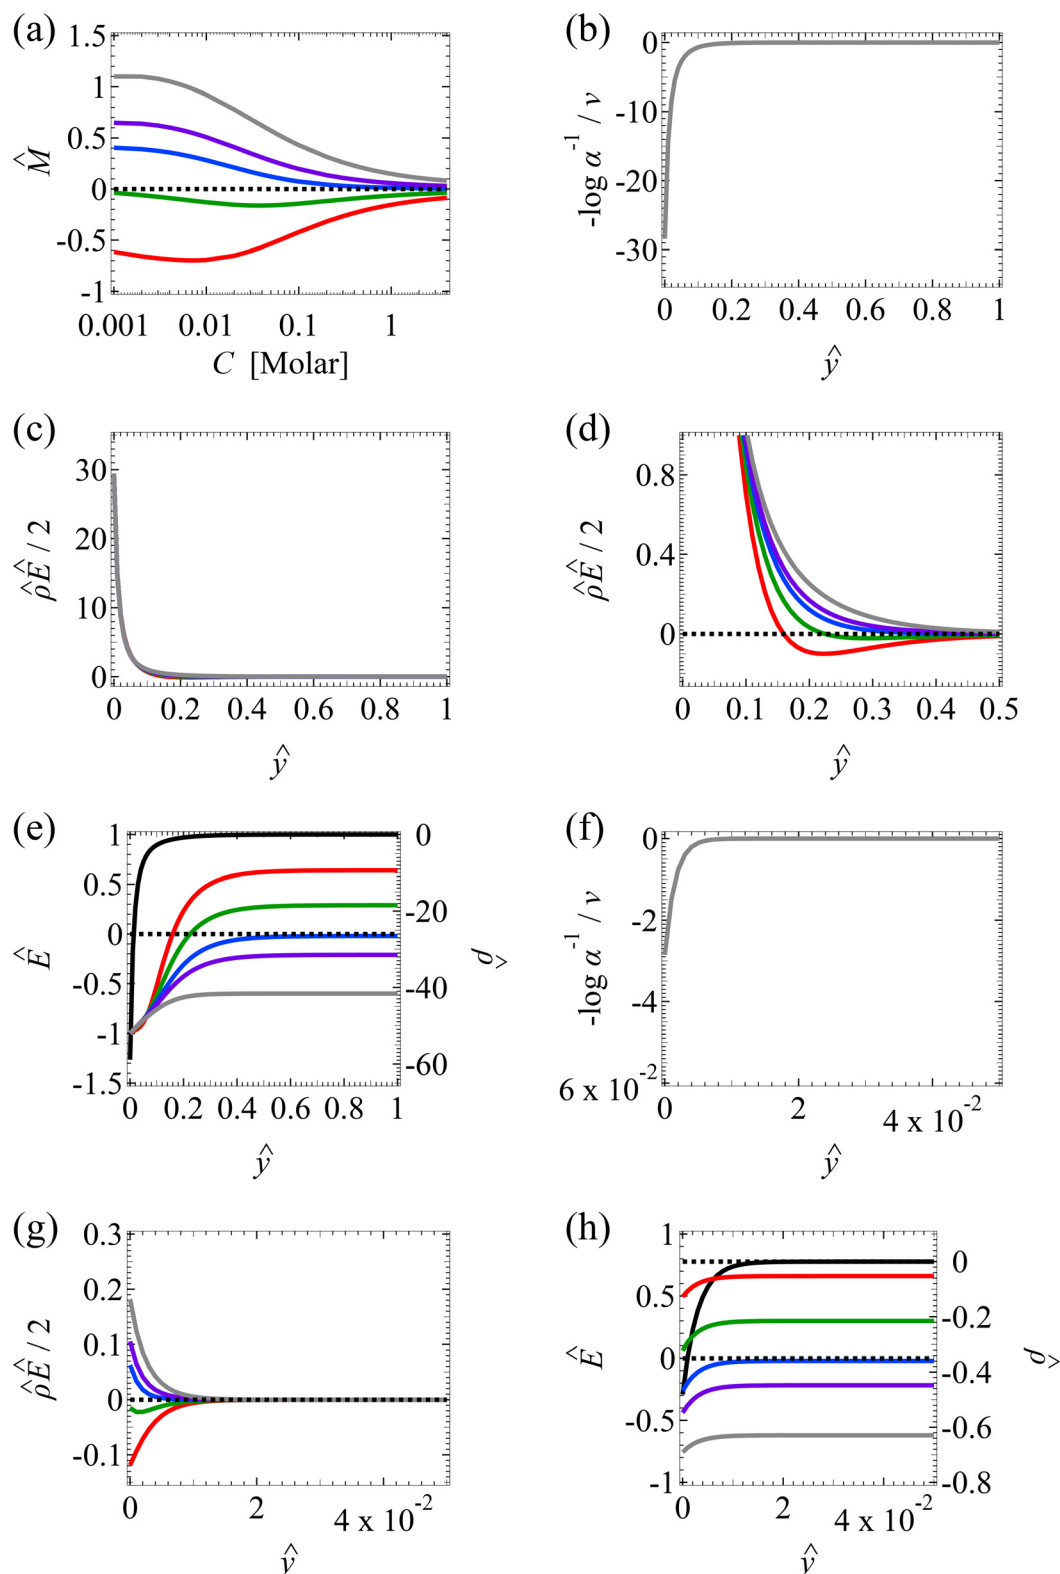 (a)
1.5
1
0.5
0
-0.5
-1
M̂
0.001 0.01 0.1 1
C [Molar]
(b)
0
-10
-20
-30
-log α⁻¹ / ν
0 0.2 0.4 0.6 0.8 1
ŷ
(c)
30
20
10
0
ρ̂Ê / 2
0 0.2 0.4 0.6 0.8 1
ŷ
(d)
0.8
0.4
0
ρ̂Ê / 2
0 0.1 0.2 0.3 0.4 0.5
ŷ
(e)
1
0.5
0
-0.5
-1
-1.5
Ê
0
-20
-40
-60
ρ̂
0 0.2 0.4 0.6 0.8 1
ŷ
(f)
0
-2
-4
6 x 10⁻²
-log α⁻¹ / ν
0 2 4 x 10⁻²
ŷ
(g)
0.3
0.2
0.1
0
-0.1
ρ̂Ê / 2
0 2 4 x 10⁻²
ŷ
(h)
1
0.5
0
-0.5
-1
Ê
0
-0.2
-0.4
-0.6
-0.8
ρ̂
0 2 4 x 10⁻²
ŷ